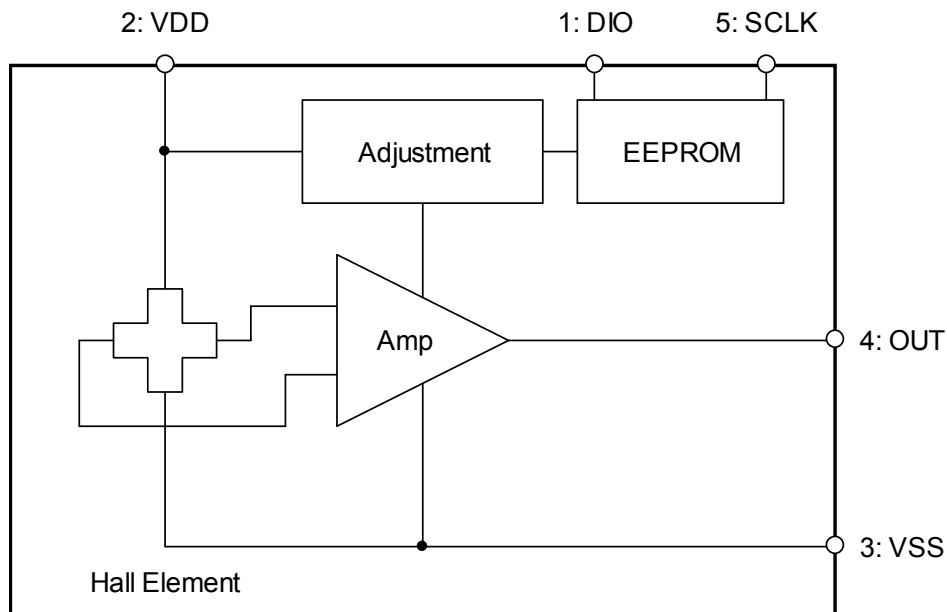 2: VDD
1: DIO
5: SCLK
Adjustment
EEPROM
Amp
4: OUT
3: VSS
Hall Element